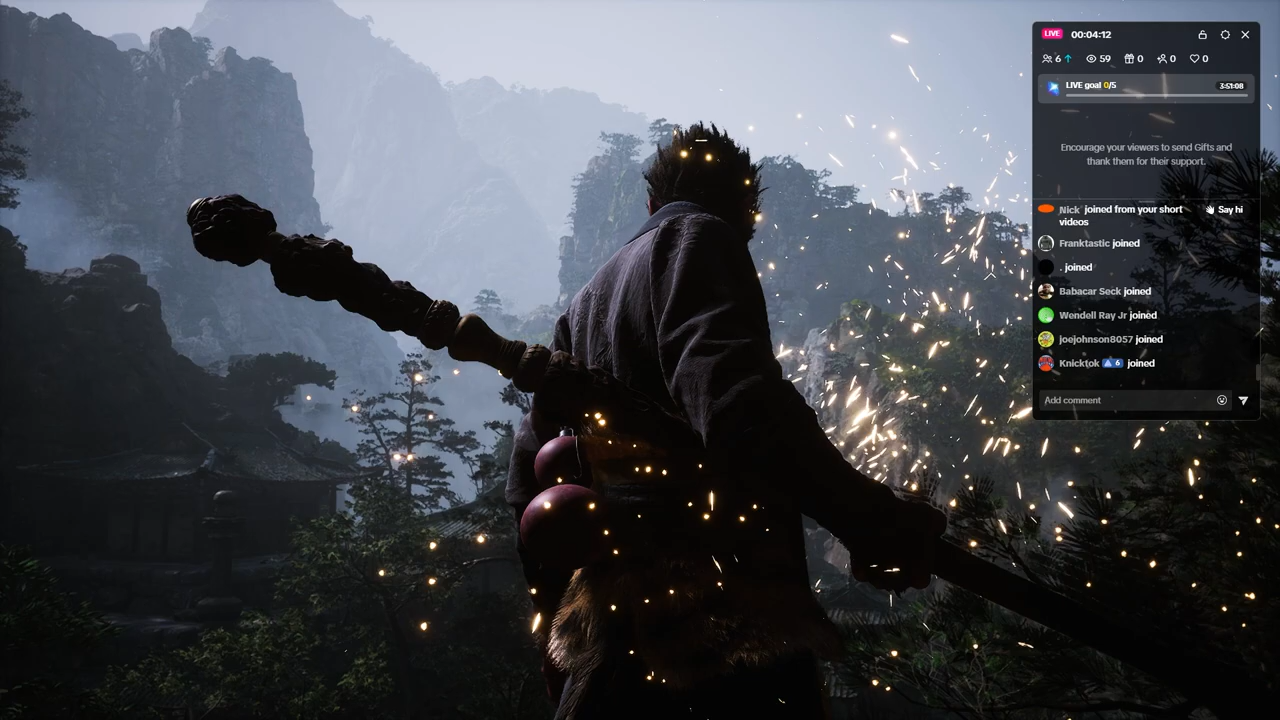 LIVE 00:04:12
6 59 0 0 0
LIVE goal 0/5 3:51:08
Encourage your viewers to send Gifts and
thank them for their support.
Nick joined from your short Say hi
videos
Franktastic joined
joined
Babacar Seck joined
Wendell Ray Jr joined
joejohnson8057 joined
Knicktok 6 joined
Add comment